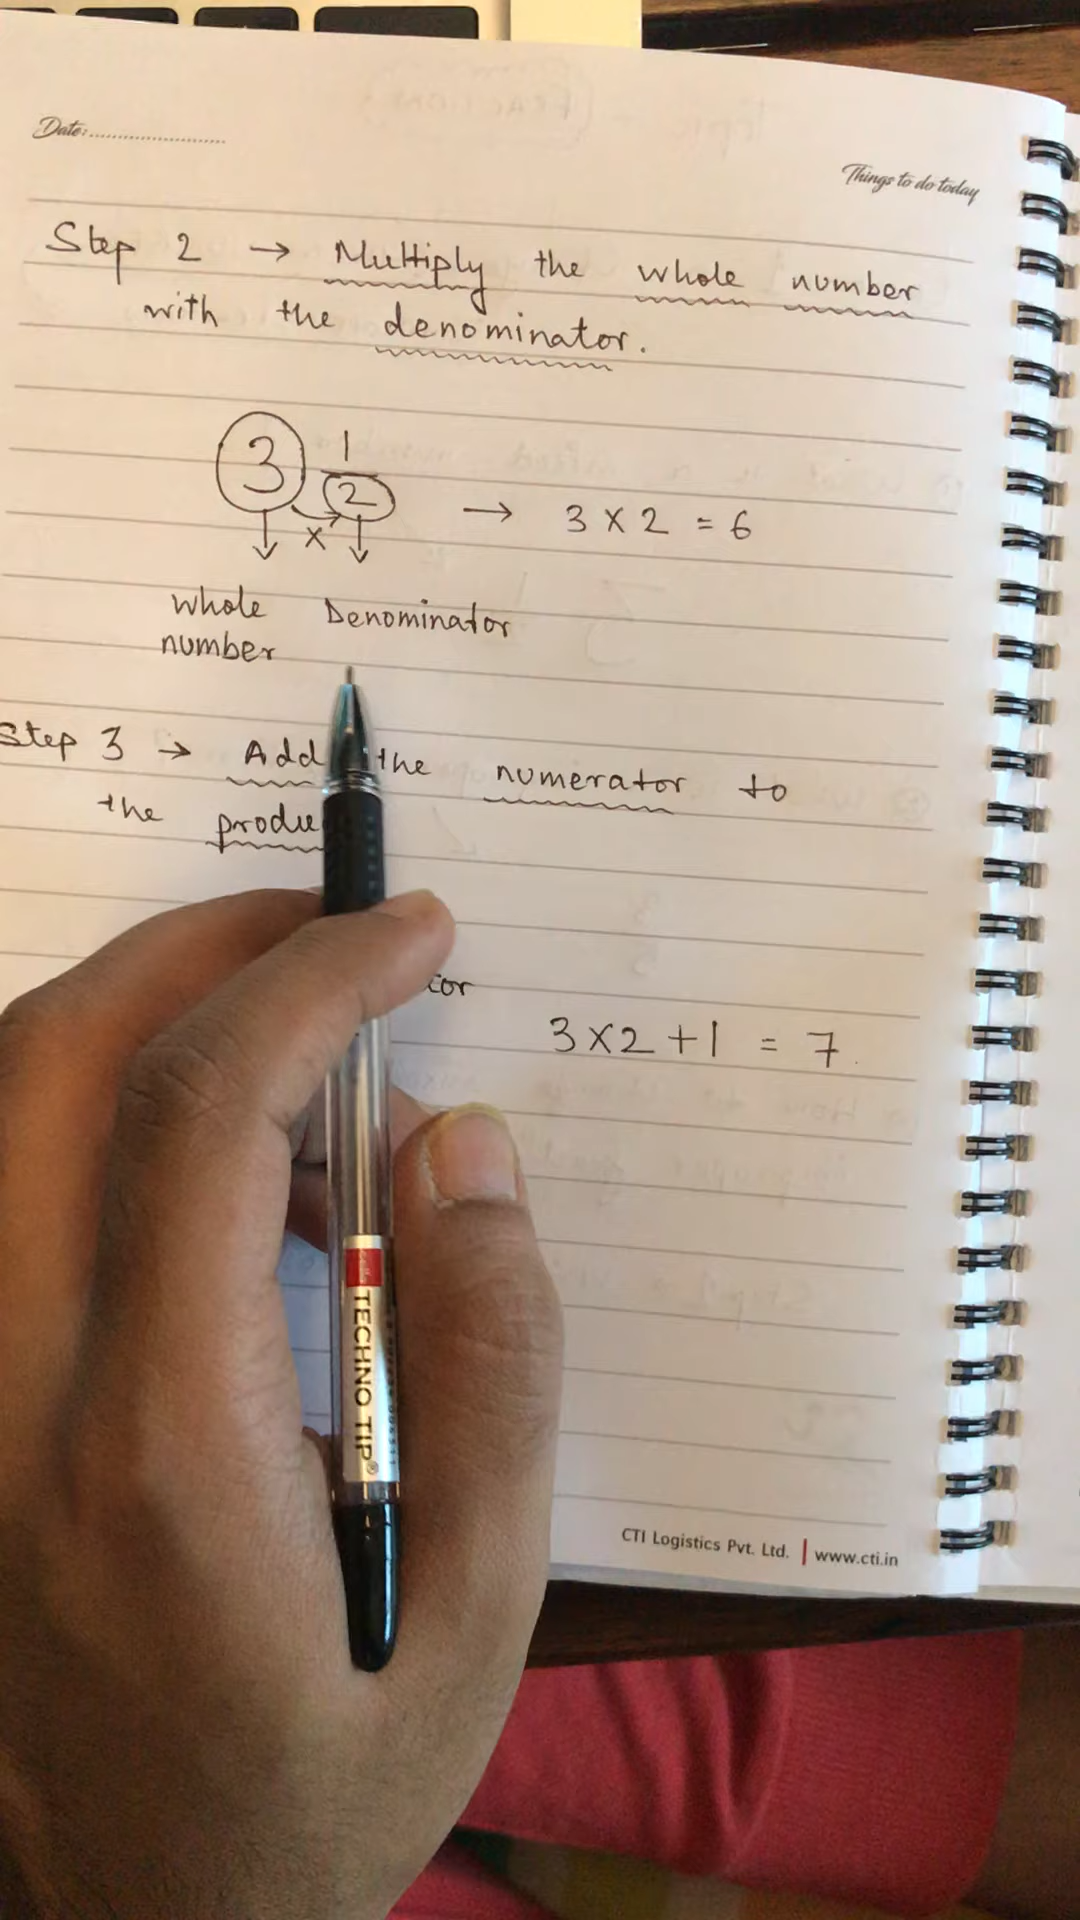 Date:
Things to do today
Step 2 → Multiply the whole number
with the denominator.
3 1/2 → 3 × 2 = 6
×
whole Denominator
number
Step 3 → Add the numerator to
the
3×2+1 = 7
TECHNO TIP®
CTI Logistics Pvt. Ltd. | www.cti.in